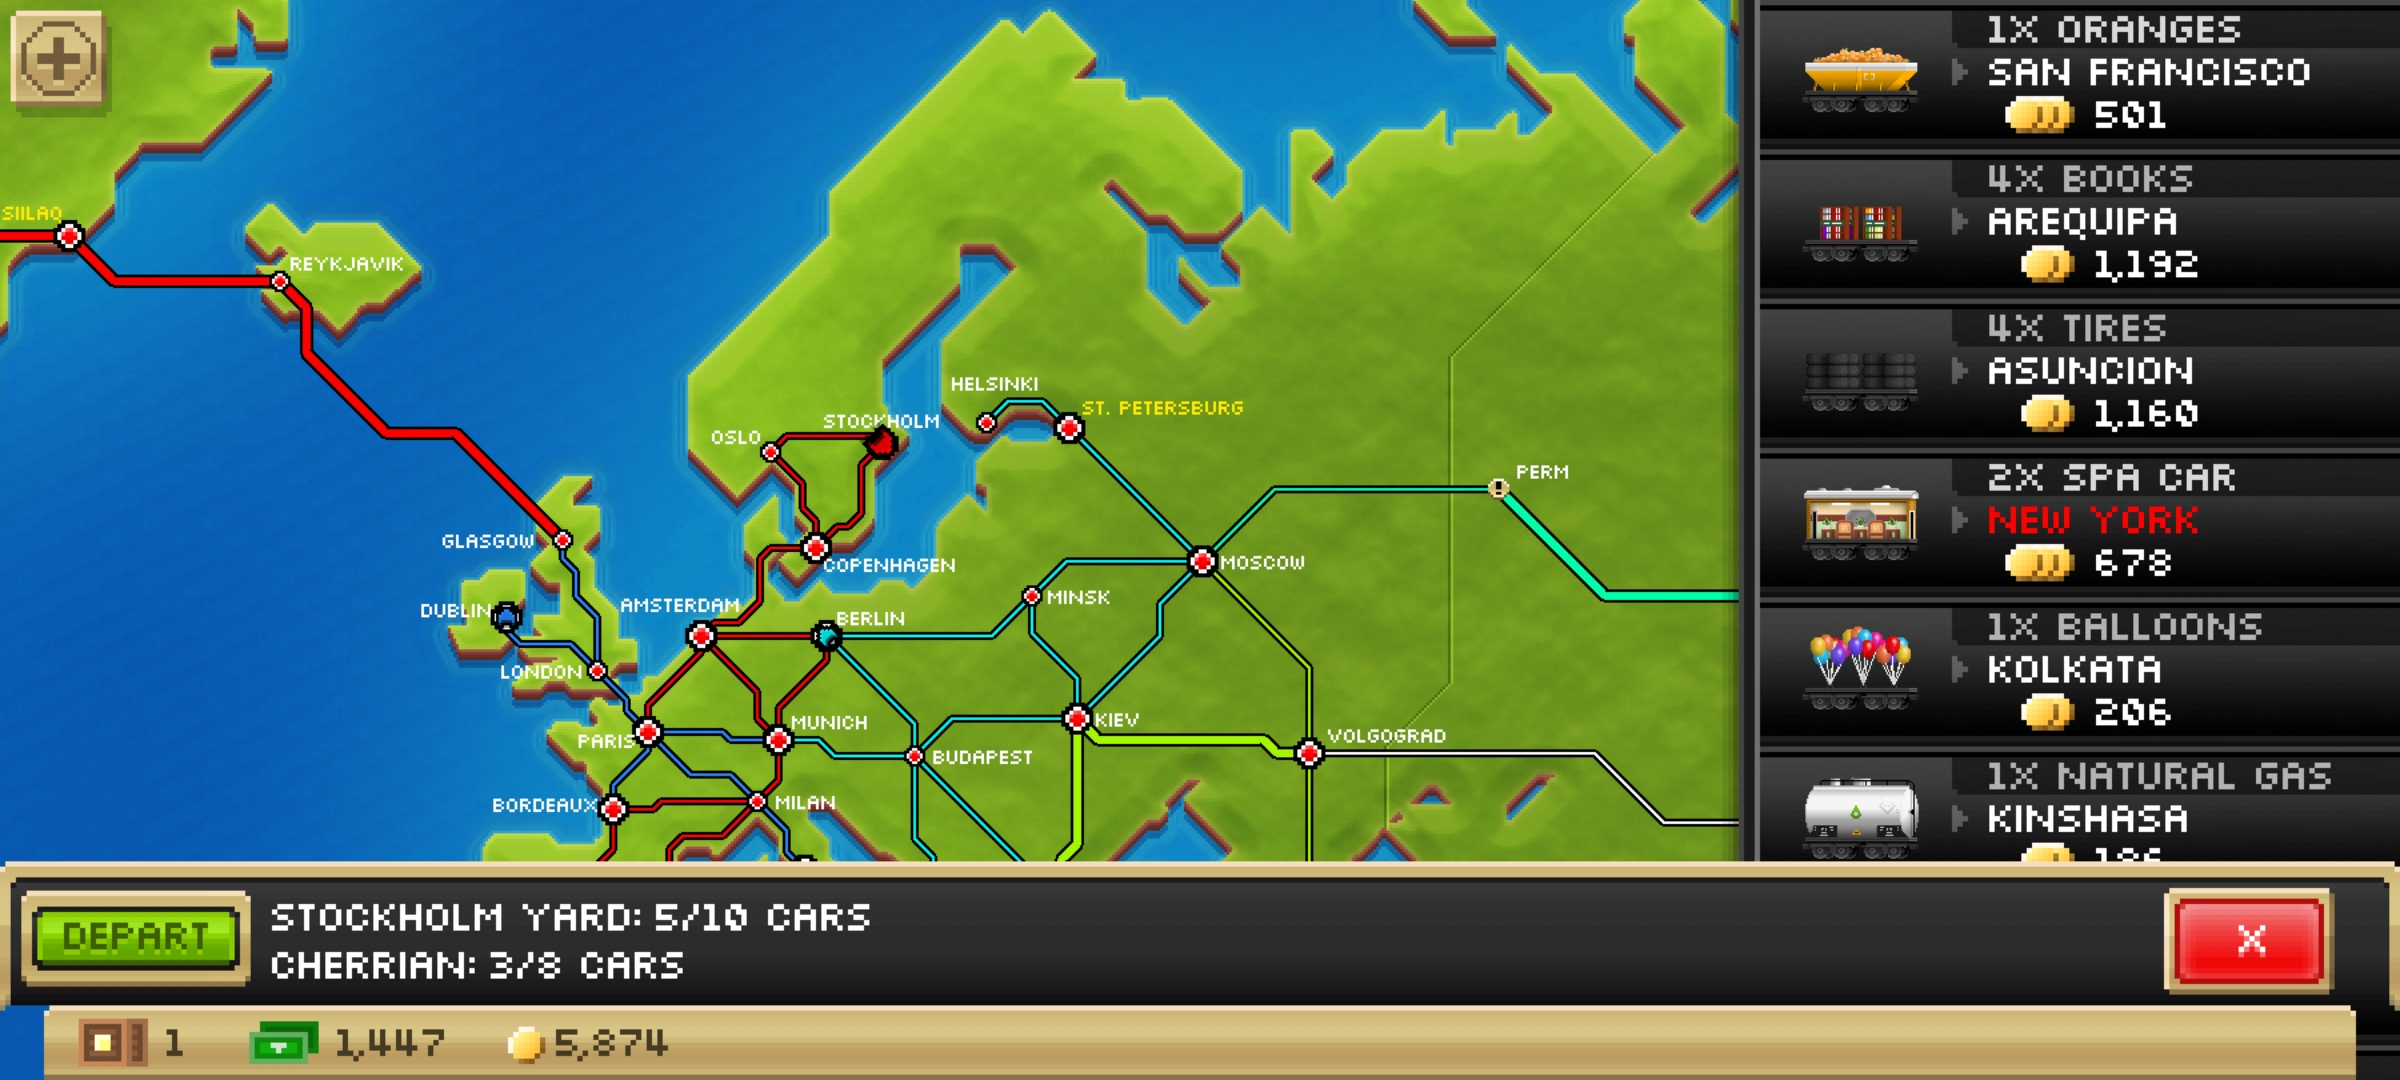 SIILAQ
REYKJAVIK
HELSINKI
ST. PETERSBURG
STOCKHOLM
OSLO
PERM
GLASGOW
COPENHAGEN
MOSCOW
MINSK
DUBLIN
AMSTERDAM
BERLIN
LONDON
PARIS
MUNICH
KIEV
VOLGOGRAD
BUDAPEST
BORDEAUX
MILAN
1X ORANGES
SAN FRANCISCO
501
4X BOOKS
AREQUIPA
1,192
4X TIRES
ASUNCION
1,160
2X SPA CAR
NEW YORK
678
1X BALLOONS
KOLKATA
206
1X NATURAL GAS
KINSHASA
DEPART
STOCKHOLM YARD: 5/10 CARS
CHERRIAN: 3/8 CARS
X
1
1,447
5,874